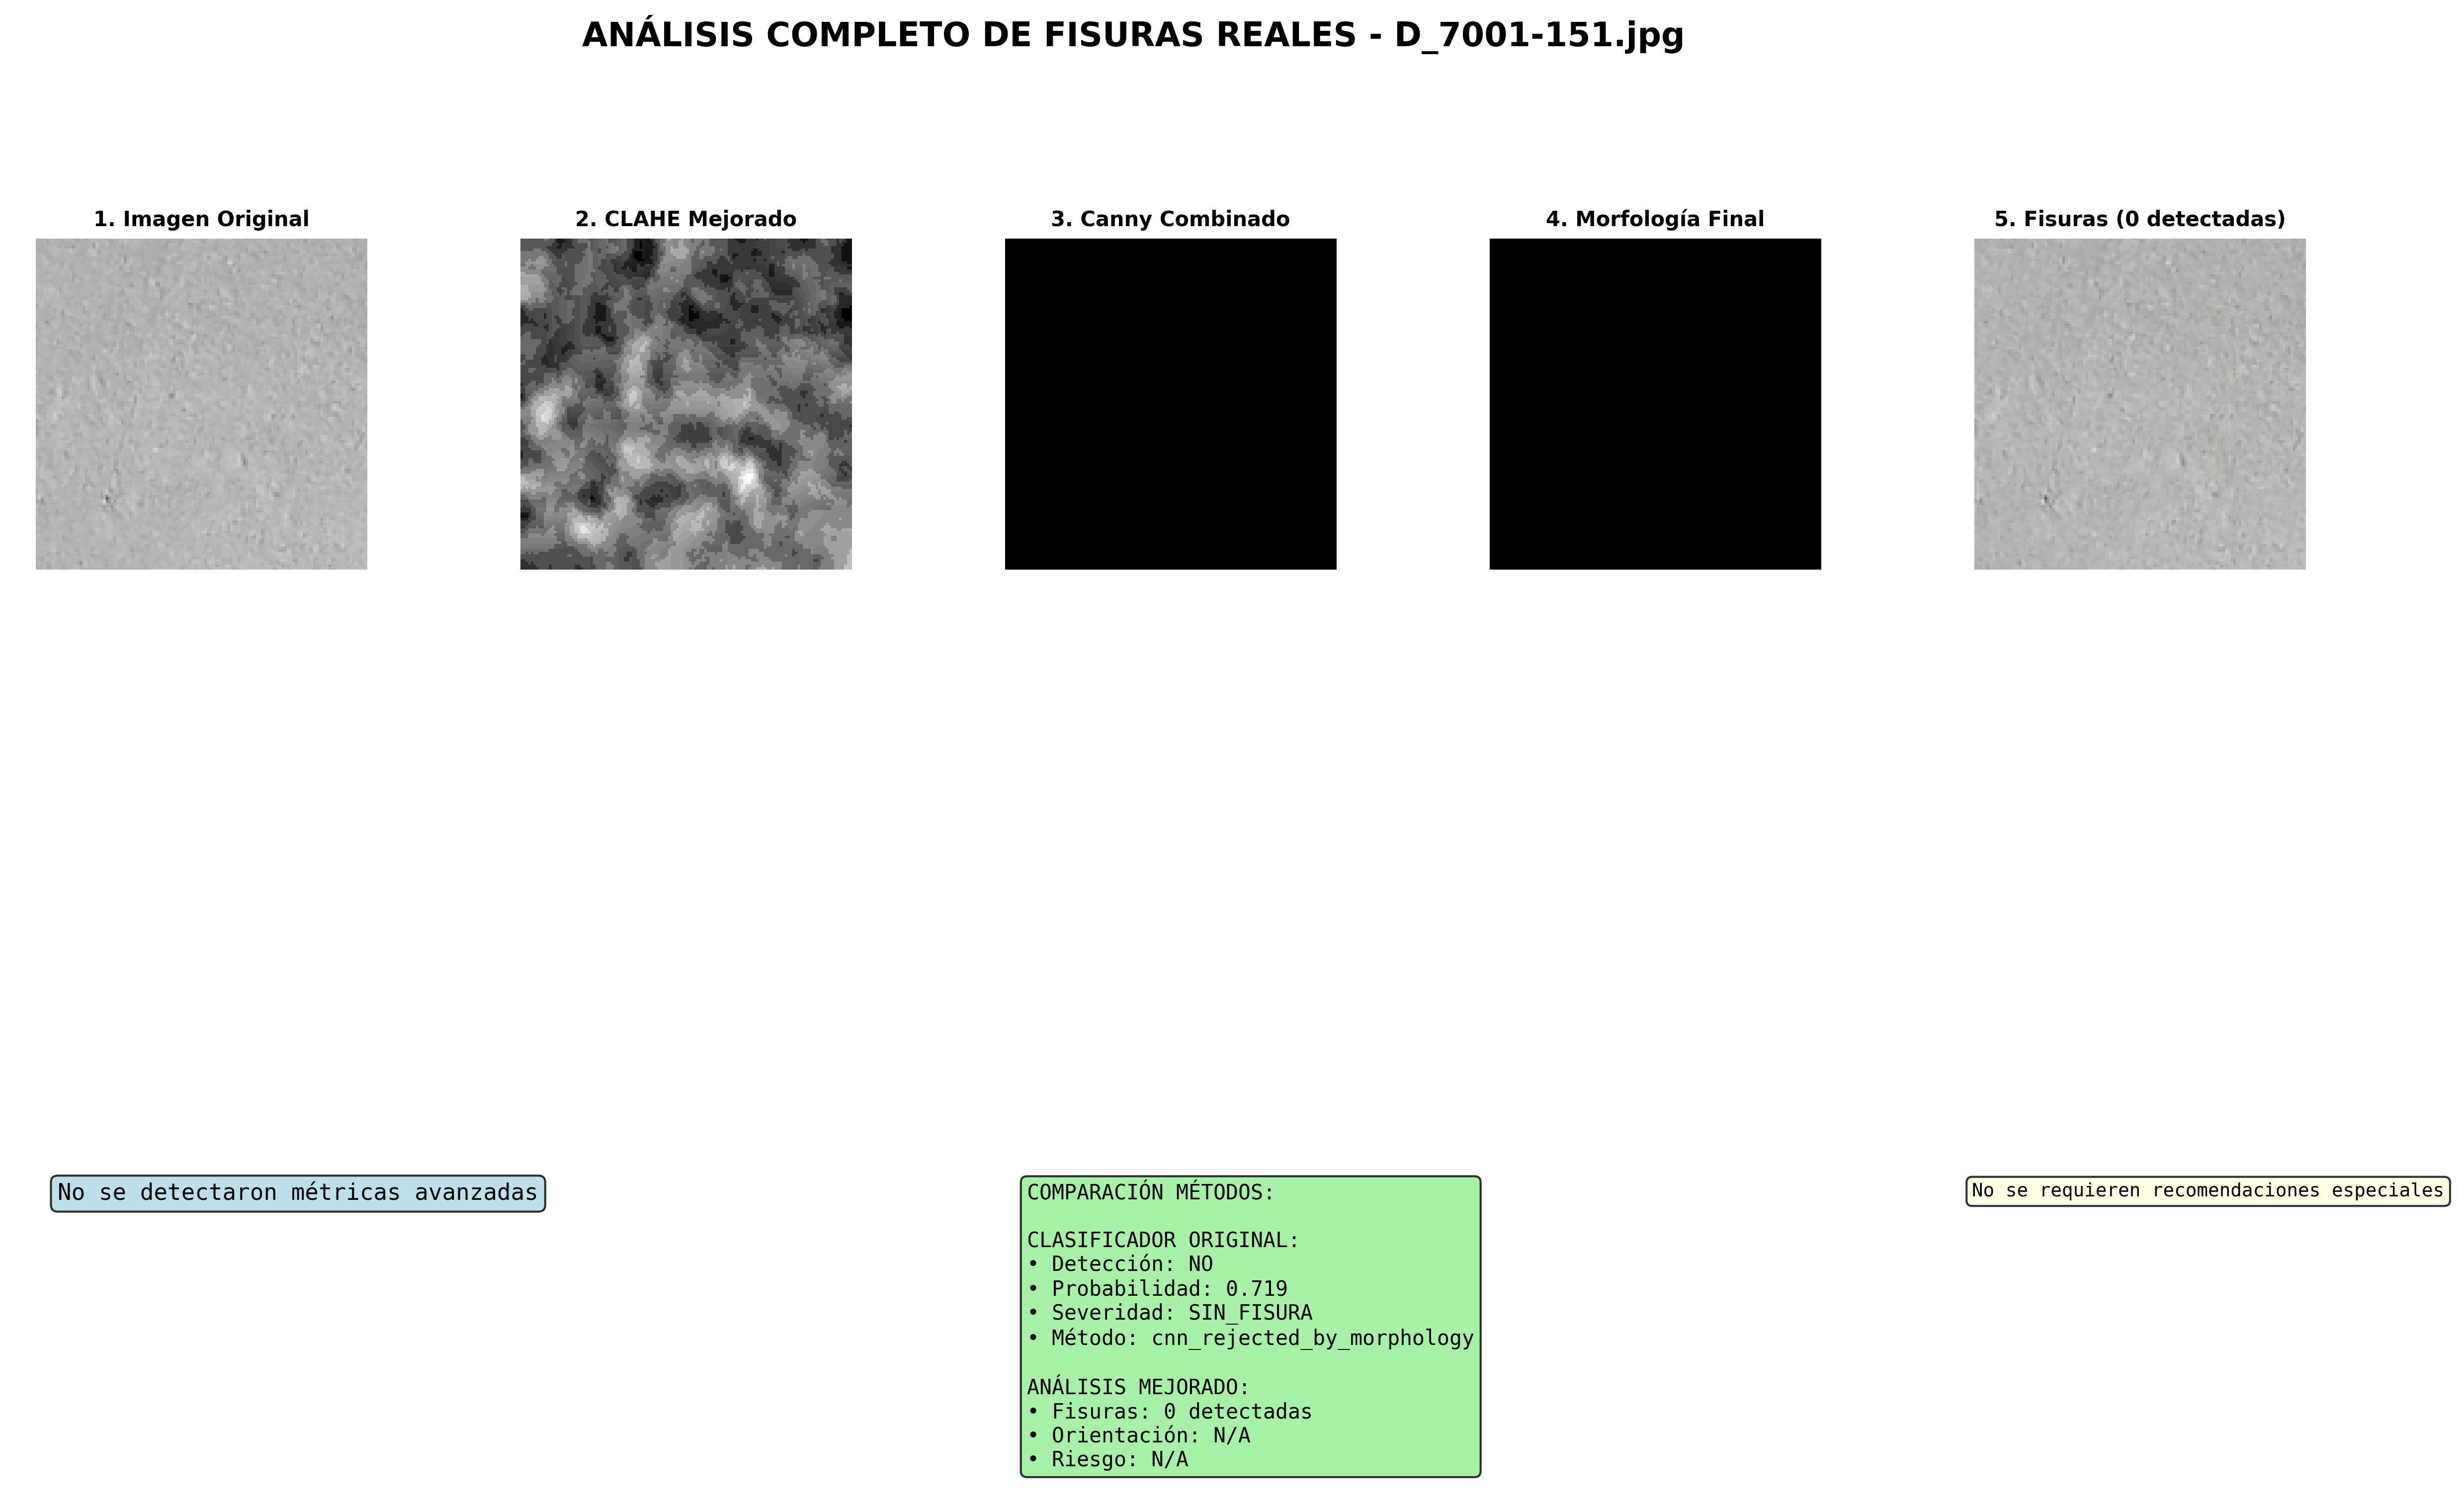 ANÁLISIS COMPLETO DE FISURAS REALES - D_7001-151.jpg
1. Imagen Original
2. CLAHE Mejorado
3. Canny Combinado
4. Morfología Final
5. Fisuras (0 detectadas)
No se detectaron métricas avanzadas
COMPARACIÓN MÉTODOS:
CLASIFICADOR ORIGINAL:
• Detección: NO
• Probabilidad: 0.719
• Severidad: SIN_FISURA
• Método: cnn_rejected_by_morphology
ANÁLISIS MEJORADO:
• Fisuras: 0 detectadas
• Orientación: N/A
• Riesgo: N/A
No se requieren recomendaciones especiales